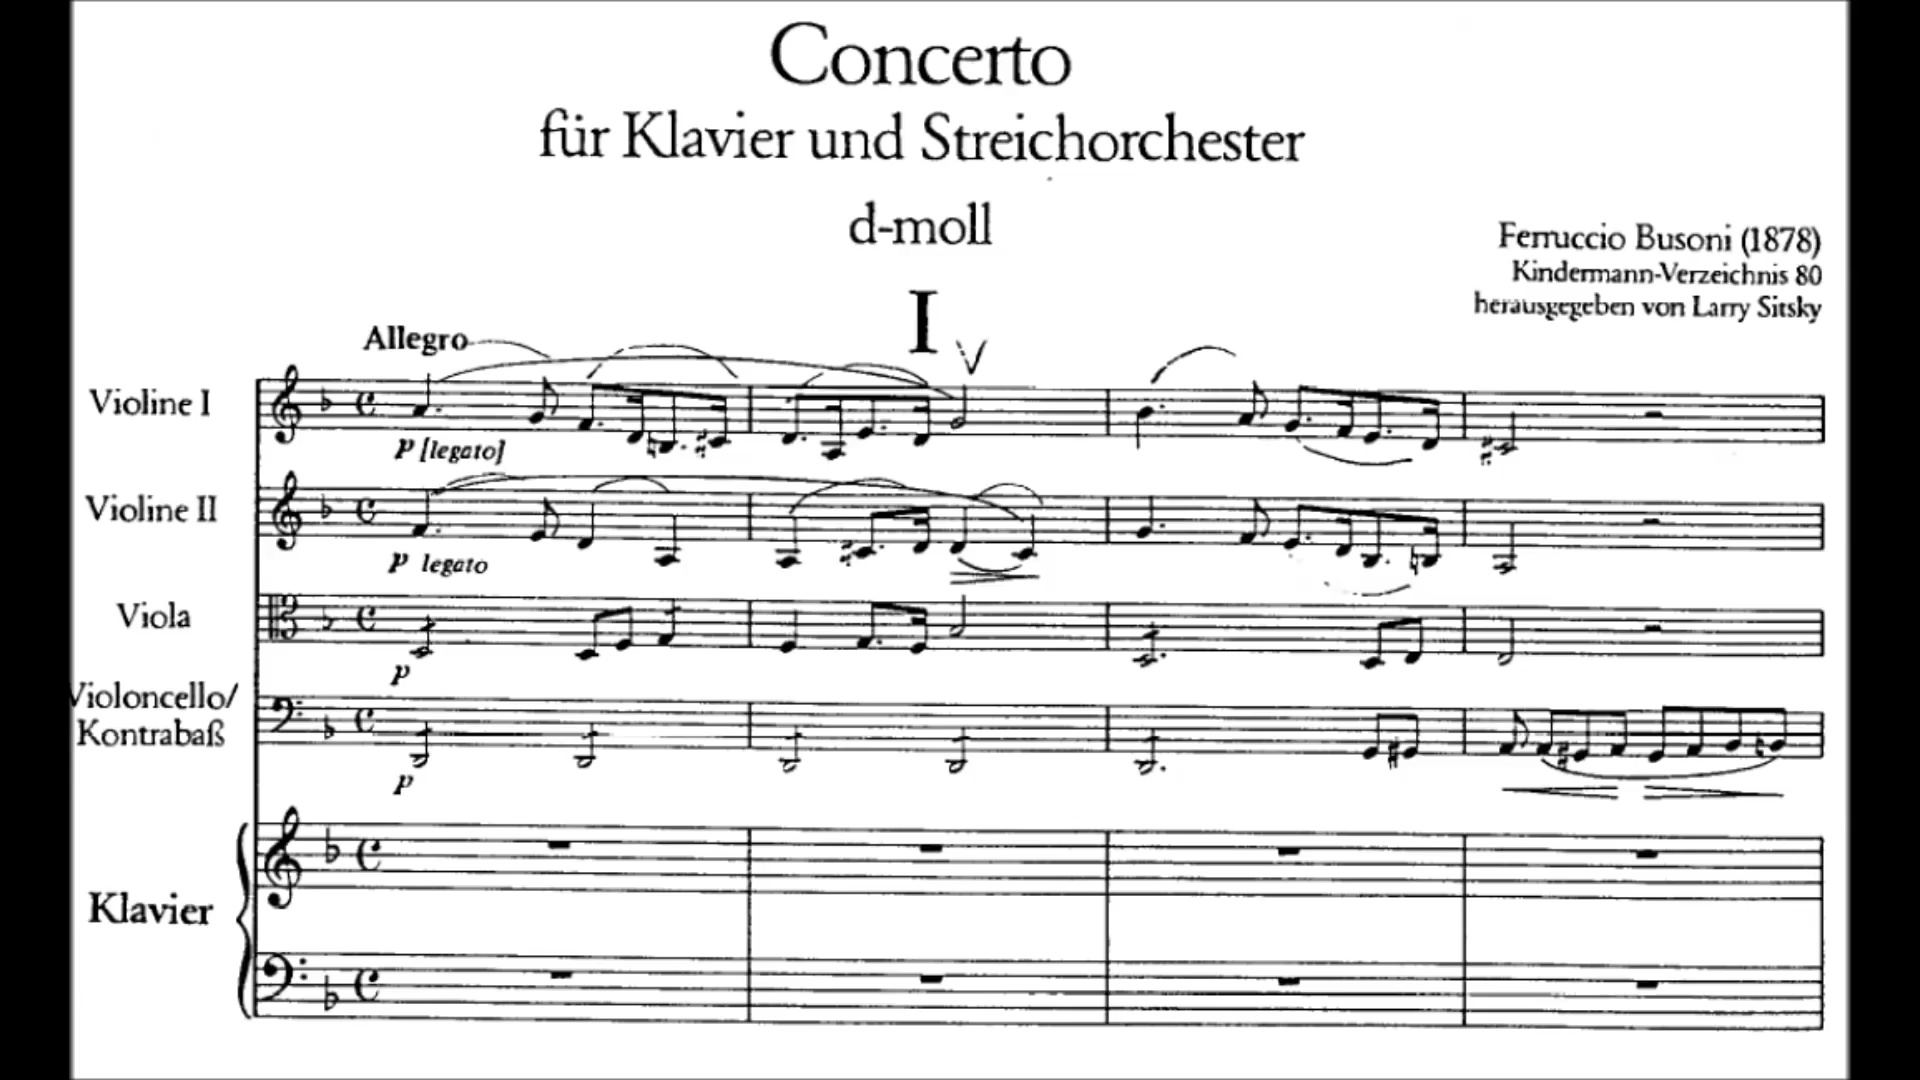 Concerto
für Klavier und Streichorchester
d-moll
Ferruccio Busoni (1878)
Kindermann-Verzeichnis 80
herausgegeben von Larry Sitsky
I
Allegro
Violine I
p [legato]
Violine II
p legato
Viola
p
Violoncello/
Kontrabaß
p
Klavier